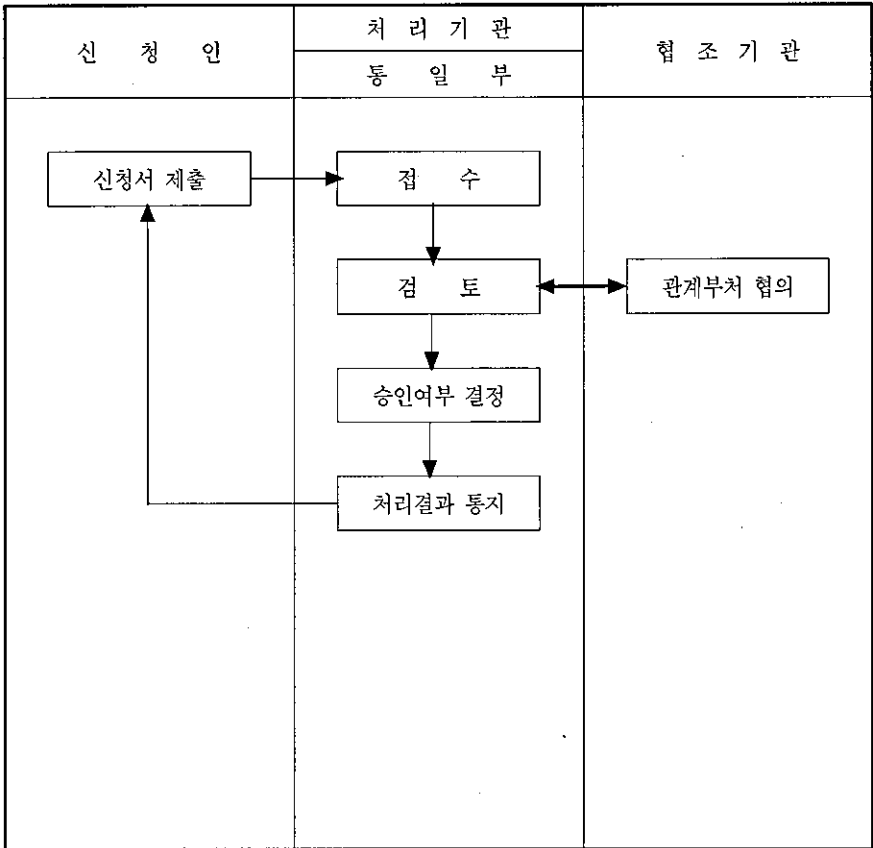 신 청 인
처 리 기 관
통 일 부
협 조 기 관
신청서 제출
접 수
검 토
관계부처 협의
승인여부 결정
처리결과 통지